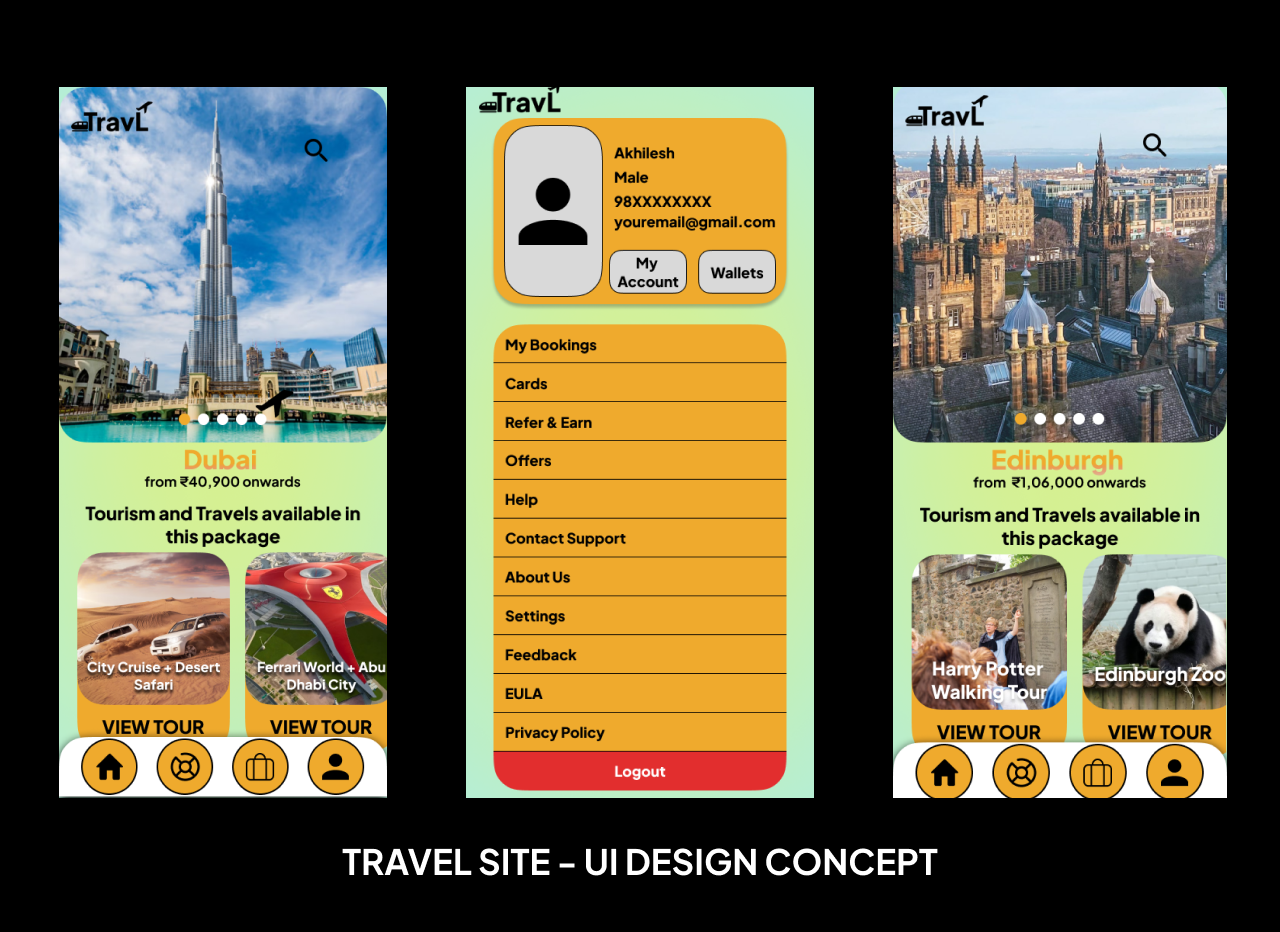 TravL
Dubai
from ₹40,900 onwards
Tourism and Travels available in
this package
City Cruise + Desert
Safari
Ferrari World + Abu
Dhabi City
VIEW TOUR
VIEW TOUR
TravL
Akhilesh
Male
98XXXXXXXX
youremail@gmail.com
My
Account
Wallets
My Bookings
Cards
Refer & Earn
Offers
Help
Contact Support
About Us
Settings
Feedback
EULA
Privacy Policy
Logout
TravL
Edinburgh
from ₹1,06,000 onwards
Tourism and Travels available in
this package
Harry Potter
Walking Tour
Edinburgh Zoo
VIEW TOUR
VIEW TOUR
TRAVEL SITE – UI DESIGN CONCEPT